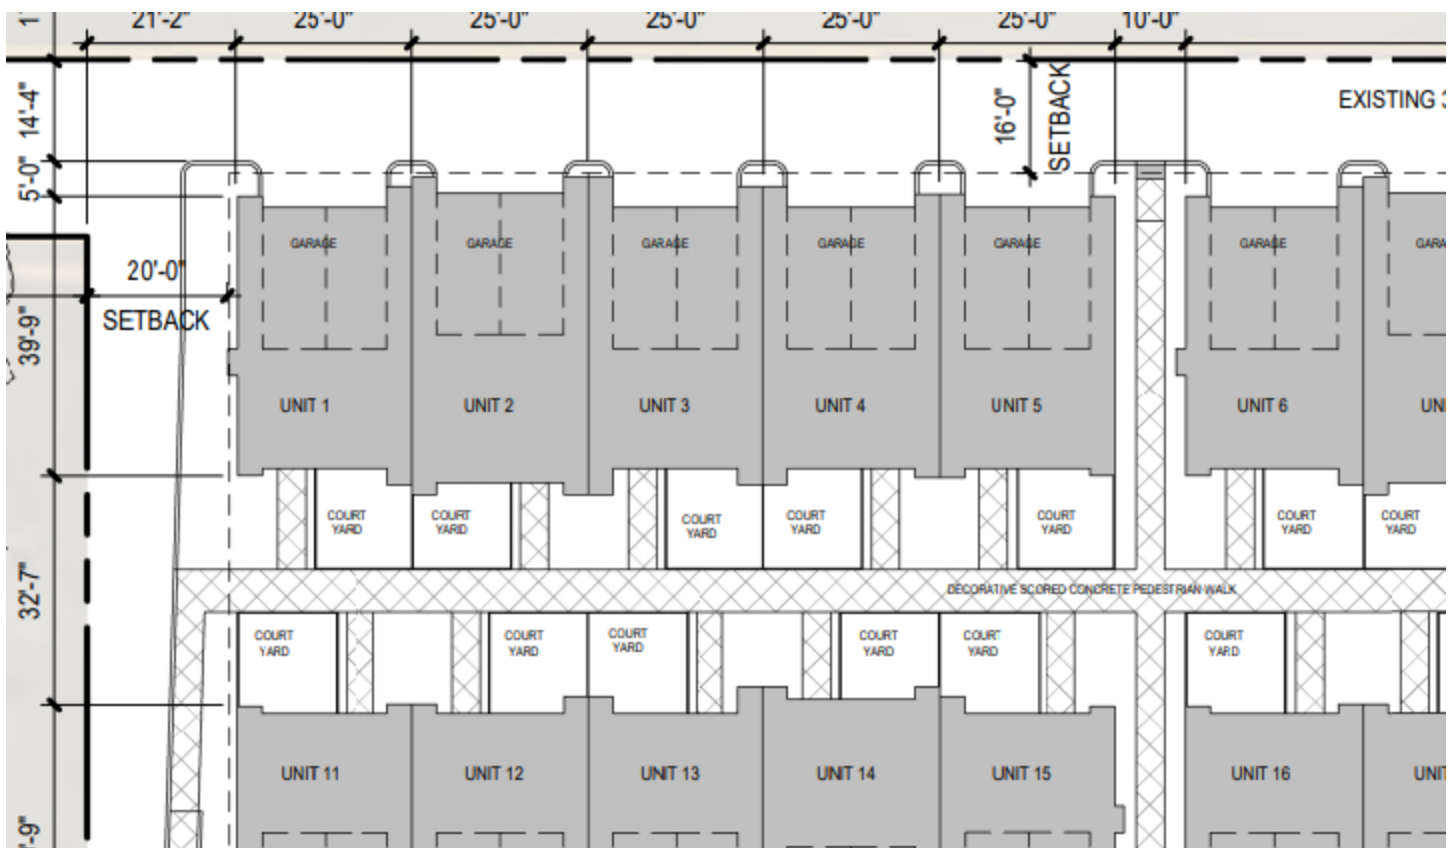 21'-2"
25'-0"
25'-0"
25'-0"
25'-0"
25'-0"
10'-0"
14'-4"
16'-0"
SETBACK
EXISTING
5'-0"
GARAGE
GARAGE
GARAGE
GARAGE
GARAGE
GARAGE
20'-0"
SETBACK
39'-9"
UNIT 1
UNIT 2
UNIT 3
UNIT 4
UNIT 5
UNIT 6
COURT
YARD
COURT
YARD
COURT
YARD
COURT
YARD
COURT
YARD
COURT
YARD
COURT
YARD
32'-7"
DECORATIVE SCORED CONCRETE PEDESTRIAN WALK
COURT
YARD
COURT
YARD
COURT
YARD
COURT
YARD
COURT
YARD
COURT
YARD
UNIT 11
UNIT 12
UNIT 13
UNIT 14
UNIT 15
UNIT 16
UNIT